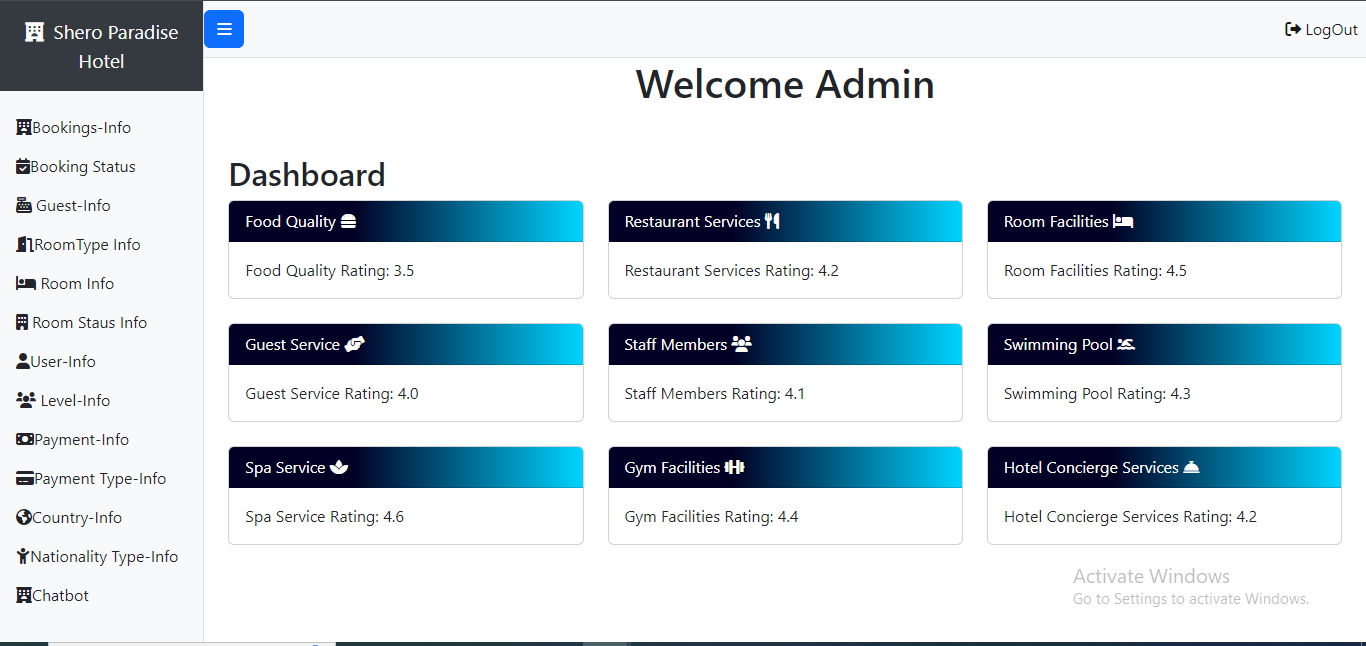 Shero Paradise
Hotel
LogOut
Welcome Admin
Bookings-Info
Booking Status
Guest-Info
RoomType Info
Room Info
Room Staus Info
User-Info
Level-Info
Payment-Info
Payment Type-Info
Country-Info
Nationality Type-Info
Chatbot
Dashboard
Food Quality
Food Quality Rating: 3.5
Restaurant Services
Restaurant Services Rating: 4.2
Room Facilities
Room Facilities Rating: 4.5
Guest Service
Guest Service Rating: 4.0
Staff Members
Staff Members Rating: 4.1
Swimming Pool
Swimming Pool Rating: 4.3
Spa Service
Spa Service Rating: 4.6
Gym Facilities
Gym Facilities Rating: 4.4
Hotel Concierge Services
Hotel Concierge Services Rating: 4.2
Activate Windows
Go to Settings to activate Windows.